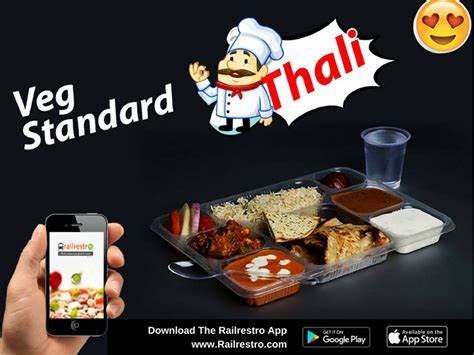 Veg
Standard
Thali
railrestro
Download The Railrestro App
www.Railrestro.com
GET IT ON
Google Play
Available on the
App Store